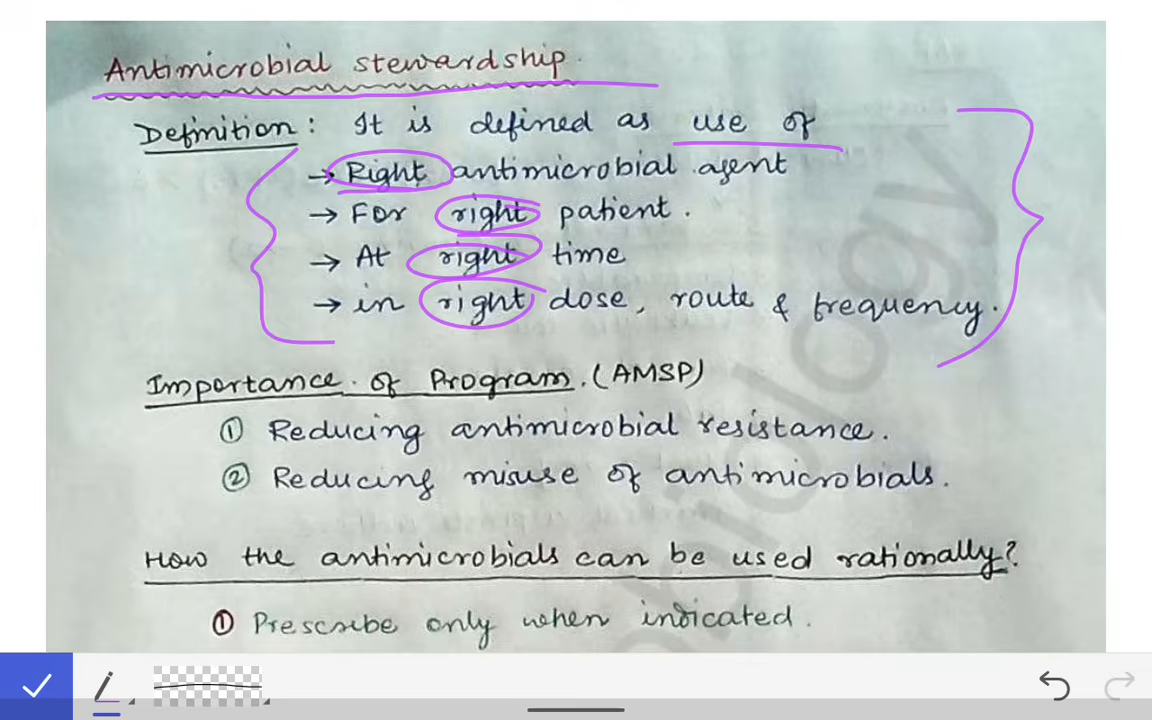 Antimicrobial stewardship.
Definition: It is defined as use of
→ Right antimicrobial agent
→ For right patient.
→ At right time
→ in right dose, route & frequency.
Importance of Program. (AMSP)
① Reducing antimicrobial resistance.
② Reducing misuse of antimicrobials.
How the antimicrobials can be used rationally?
① Prescribe only when indicated.